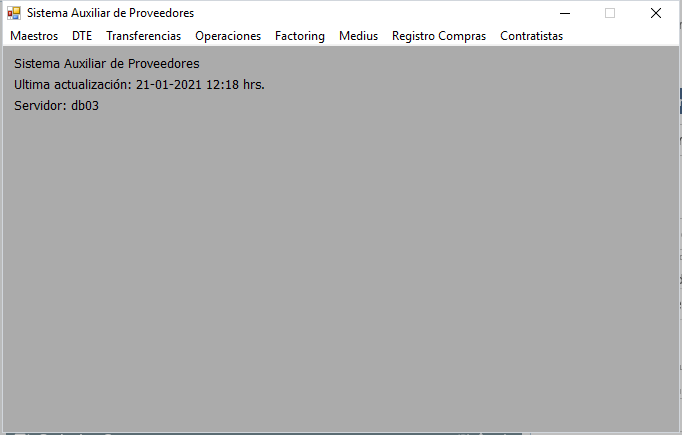 Sistema Auxiliar de Proveedores
Maestros DTE Transferencias Operaciones Factoring Medius Registro Compras Contratistas
Sistema Auxiliar de Proveedores
Ultima actualización: 21-01-2021 12:18 hrs.
Servidor: db03